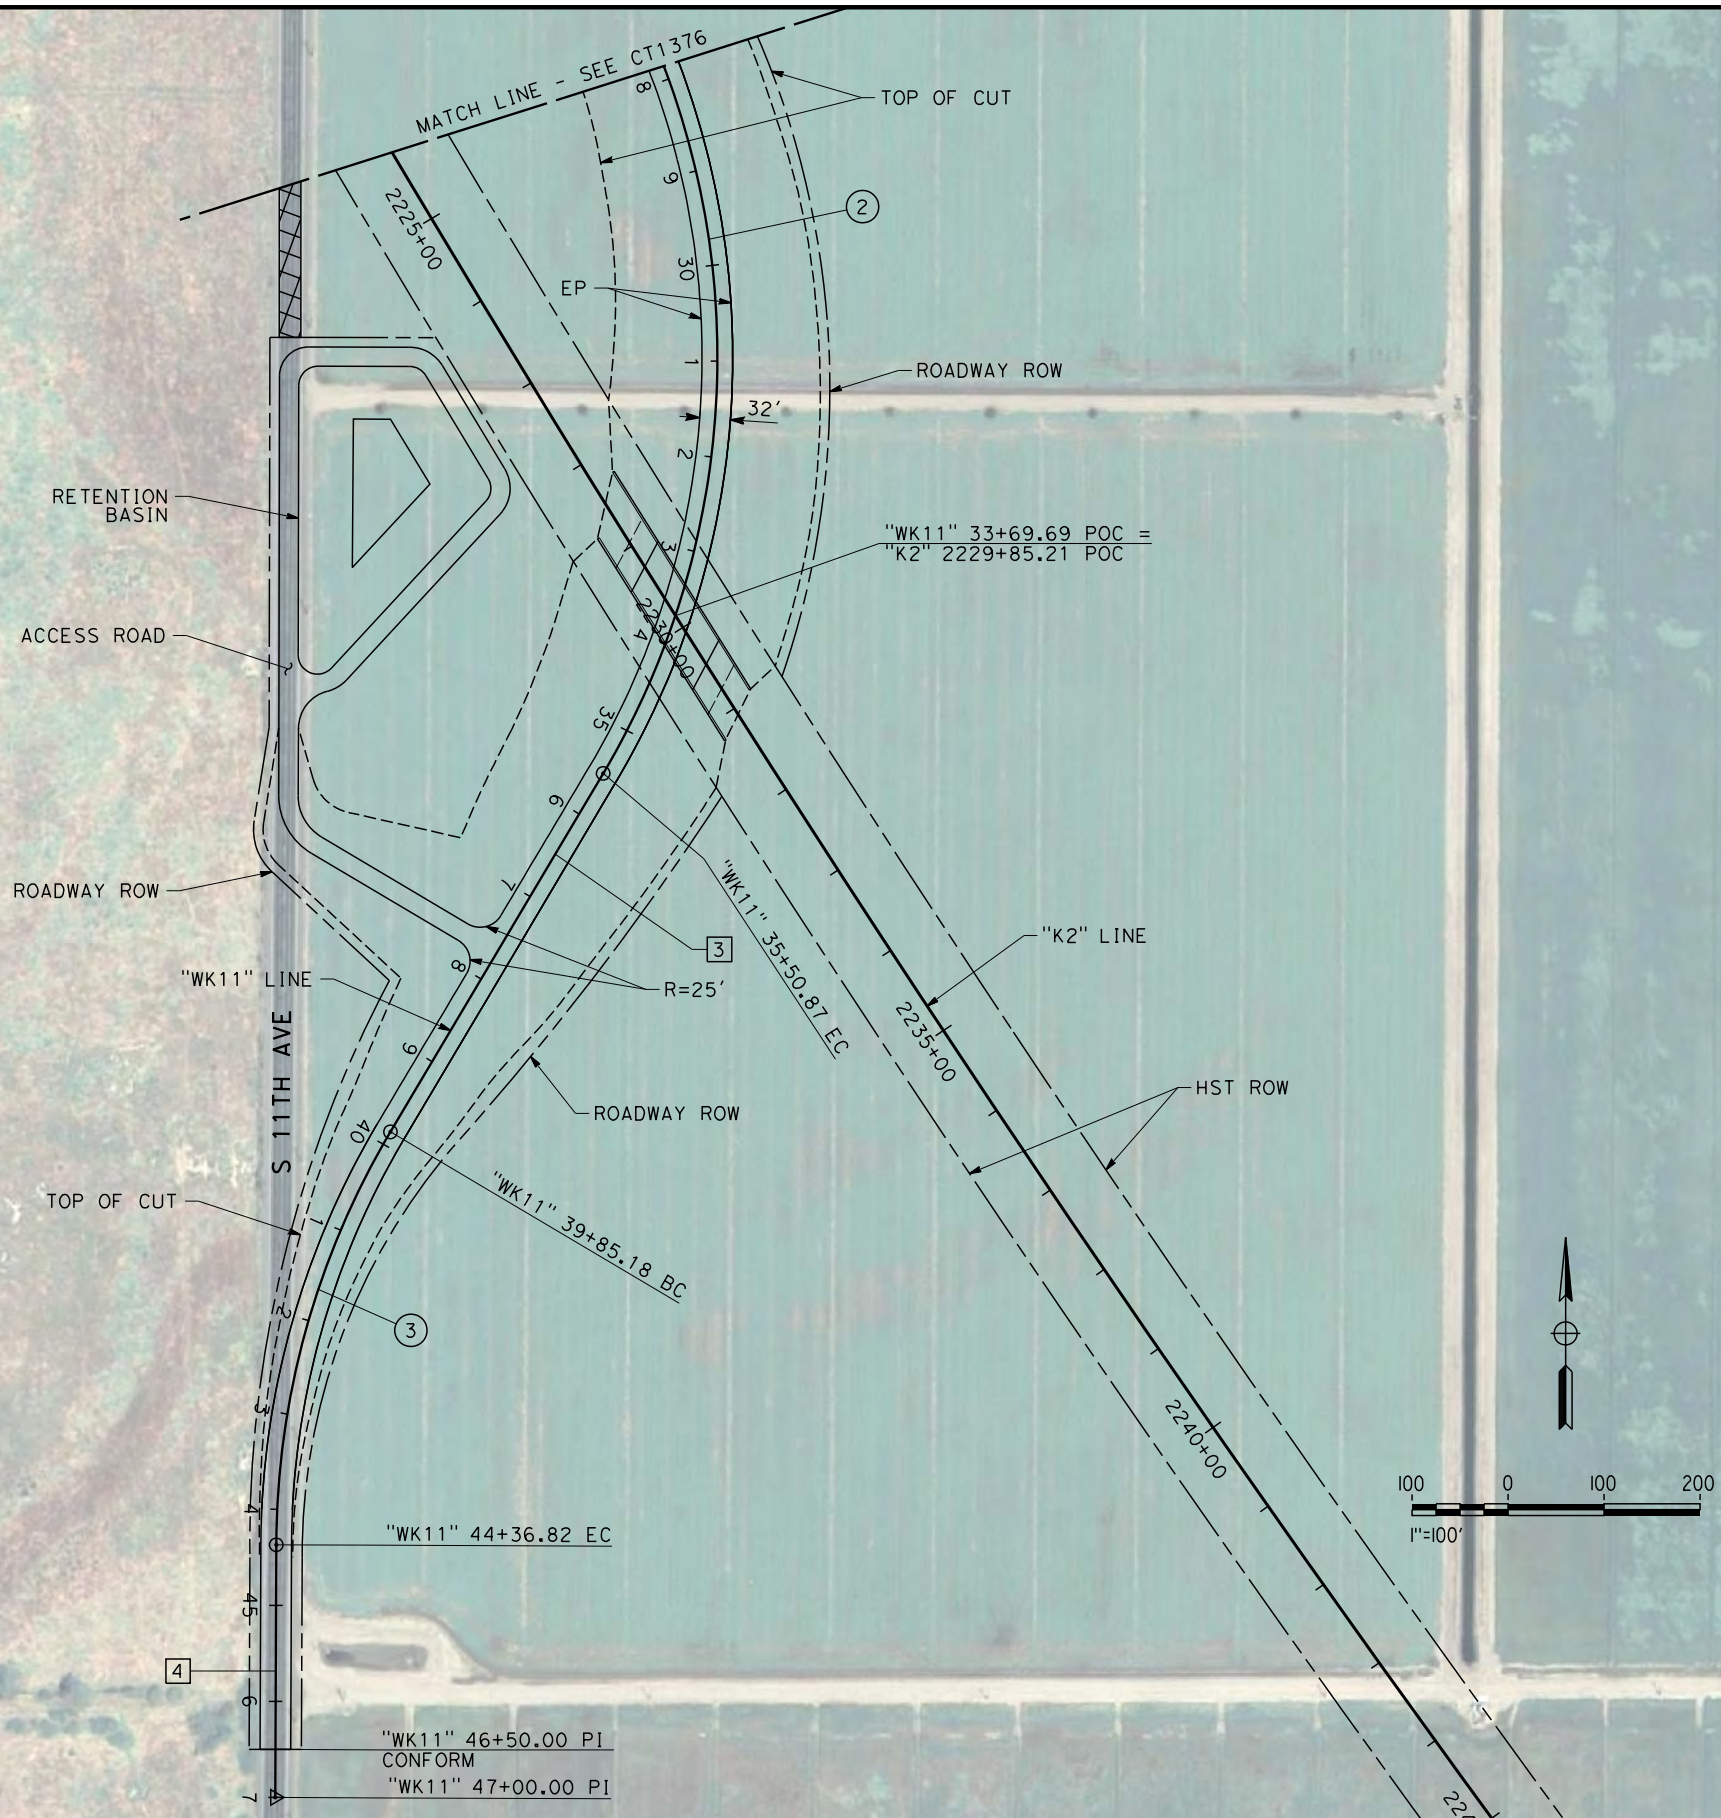 MATCH LINE - SEE CT1376
TOP OF CUT
8
9
2
2225+00
30
EP
1
ROADWAY ROW
32'
2
RETENTION
BASIN
"WK11" 33+69.69 POC =
"K2" 2229+85.21 POC
3
2230+00
4
ACCESS ROAD
35
6
ROADWAY ROW
7
"WK11" 35+50.87 EC
3
"K2" LINE
8
"WK11" LINE
R=25'
2235+00
S 11TH AVE
9
HST ROW
ROADWAY ROW
40
"WK11" 39+85.18 BC
TOP OF CUT
1
2
3
3
2240+00
100 0 100 200
1"=100'
4
"WK11" 44+36.82 EC
45
4
6
"WK11" 46+50.00 PI
CONFORM
"WK11" 47+00.00 PI
7
224